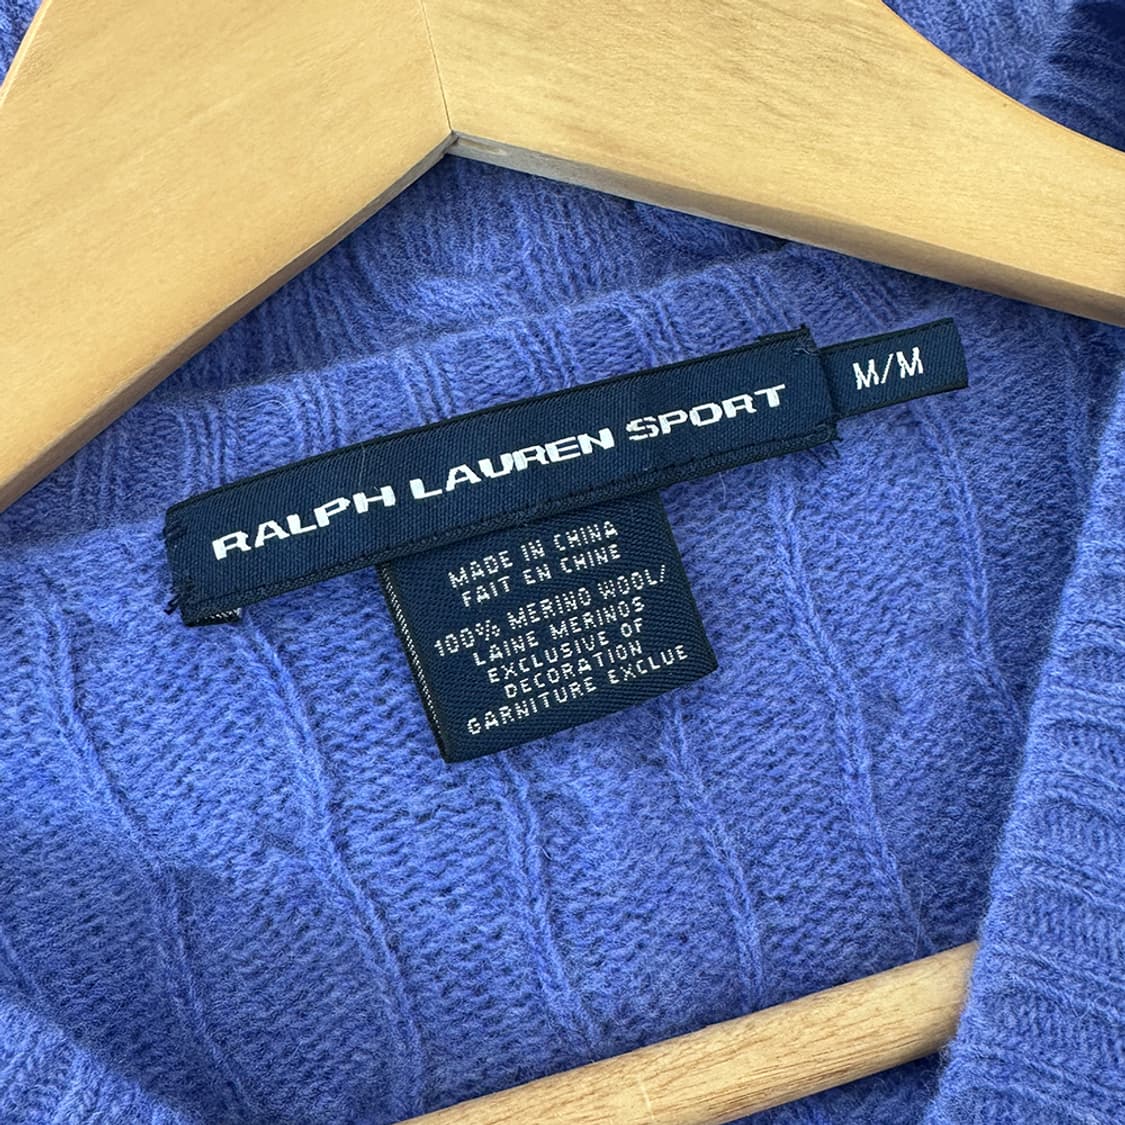 RALPH LAUREN SPORT
M/M
MADE IN CHINA
FAIT EN CHINE
100% MERINO WOOL/
LAINE MERINOS
EXCLUSIVE OF
DECORATION
GARNITURE EXCLUE